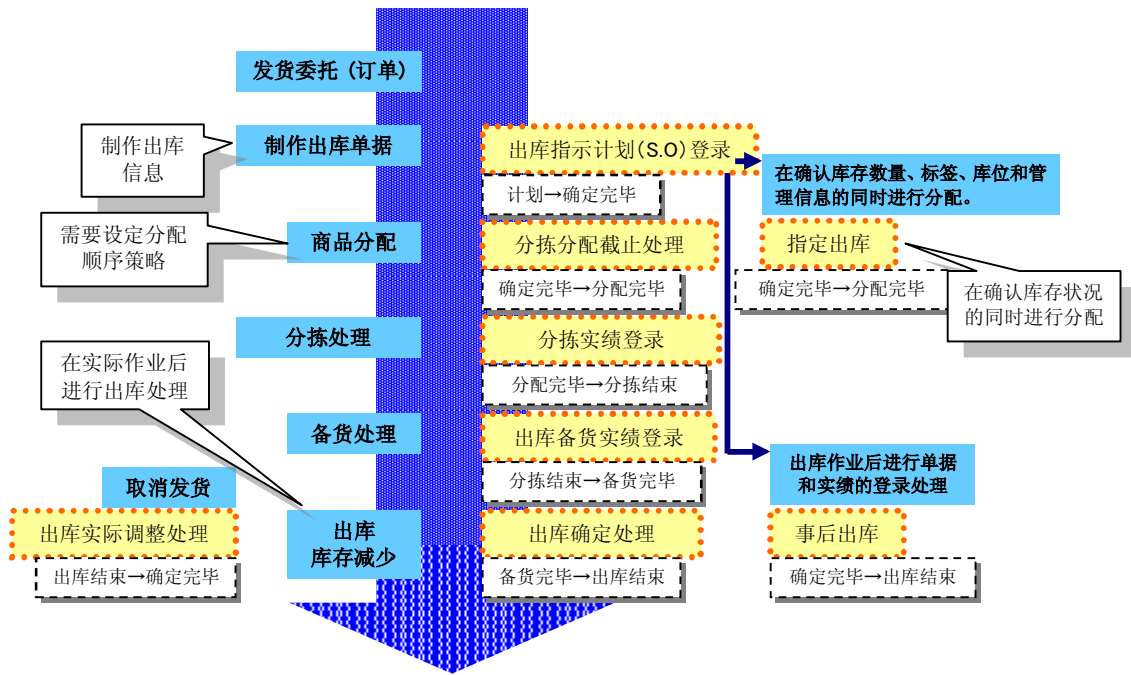 发货委托 (订单)
制作出库
信息
制作出库单据
出库指示计划(S.O)登录
计划→确定完毕
在确认库存数量、标签、库位和管
理信息的同时进行分配。
需要设定分配
顺序策略
商品分配
分拣分配截止处理
确定完毕→分配完毕
指定出库
确定完毕→分配完毕
在确认库存状况
的同时进行分配
分拣处理
分拣实绩登录
分配完毕→分拣结束
在实际作业后
进行出库处理
备货处理
出库备货实绩登录
分拣结束→备货完毕
出库作业后进行单据
和实绩的登录处理
取消发货
出库实际调整处理
出库结束→确定完毕
出库
库存减少
出库确定处理
备货完毕→出库结束
事后出库
确定完毕→出库结束